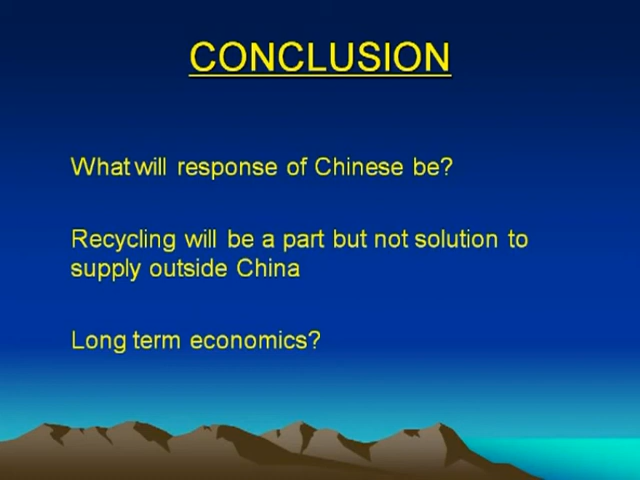 CONCLUSION
What will response of Chinese be?
Recycling will be a part but not solution to
supply outside China
Long term economics?